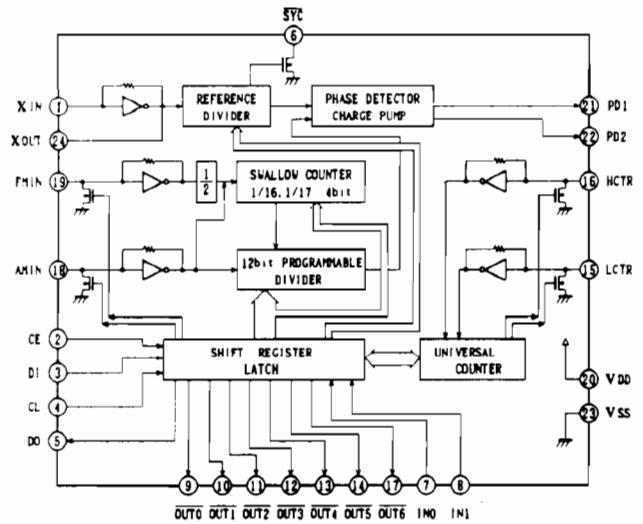 SYC
6
XIN 1
REFERENCE
DIVIDER
PHASE DETECTOR
CHARGE PUMP
21 PD1
XOUT 24
22 PD2
FMIN 19
1/2
SWALLOW COUNTER
1/16.1/17 4bit
16 HCTR
AMIN 18
12bit PROGRAMMABLE
DIVIDER
15 LCTR
CE 2
SHIFT REGISTER
LATCH
UNIVERSAL
COUNTER
DI 3
20 VDD
CL 4
23 VSS
DO 5
9 10 11 12 13 14 17 7 8
OUT0 OUT1 OUT2 OUT3 OUT4 OUT5 OUT6 IN0 IN1